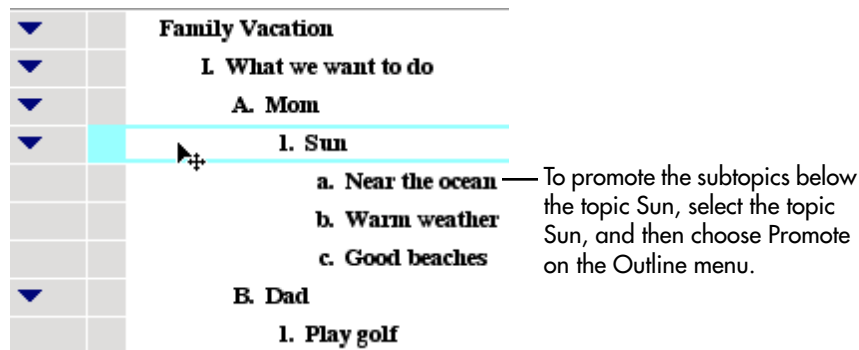 Family Vacation
I. What we want to do
A. Mom
1. Sun
a. Near the ocean
b. Warm weather
c. Good beaches
B. Dad
1. Play golf
To promote the subtopics below
the topic Sun, select the topic
Sun, and then choose Promote
on the Outline menu.